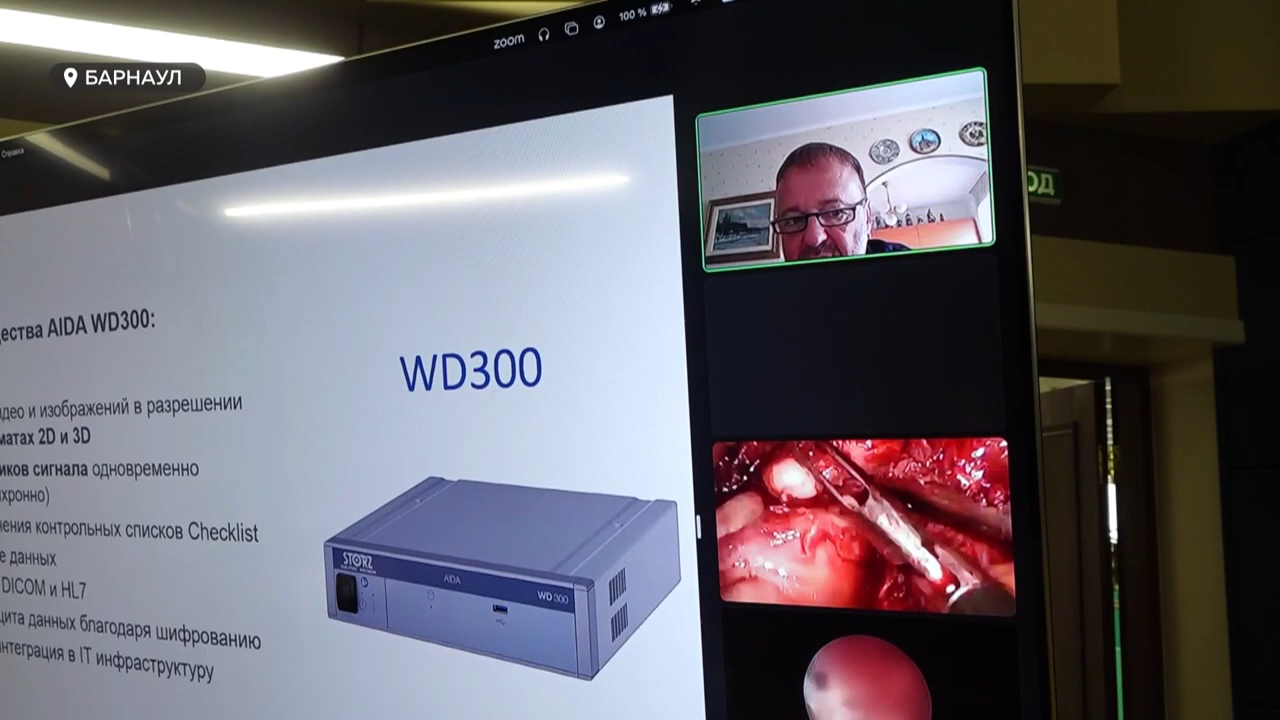 БАРНАУЛ
zoom
100 %
Справка
ОД
ества AIDA WD300:
WD300
део и изображений в разрешении
матах 2D и 3D
иков сигнала одновременно
хронно)
нения контрольных списков Checklist
е данных
DICOM и HL7
щита данных благодаря шифрованию
нтеграция в IT инфраструктуру
STORZ
AIDA
WD 300